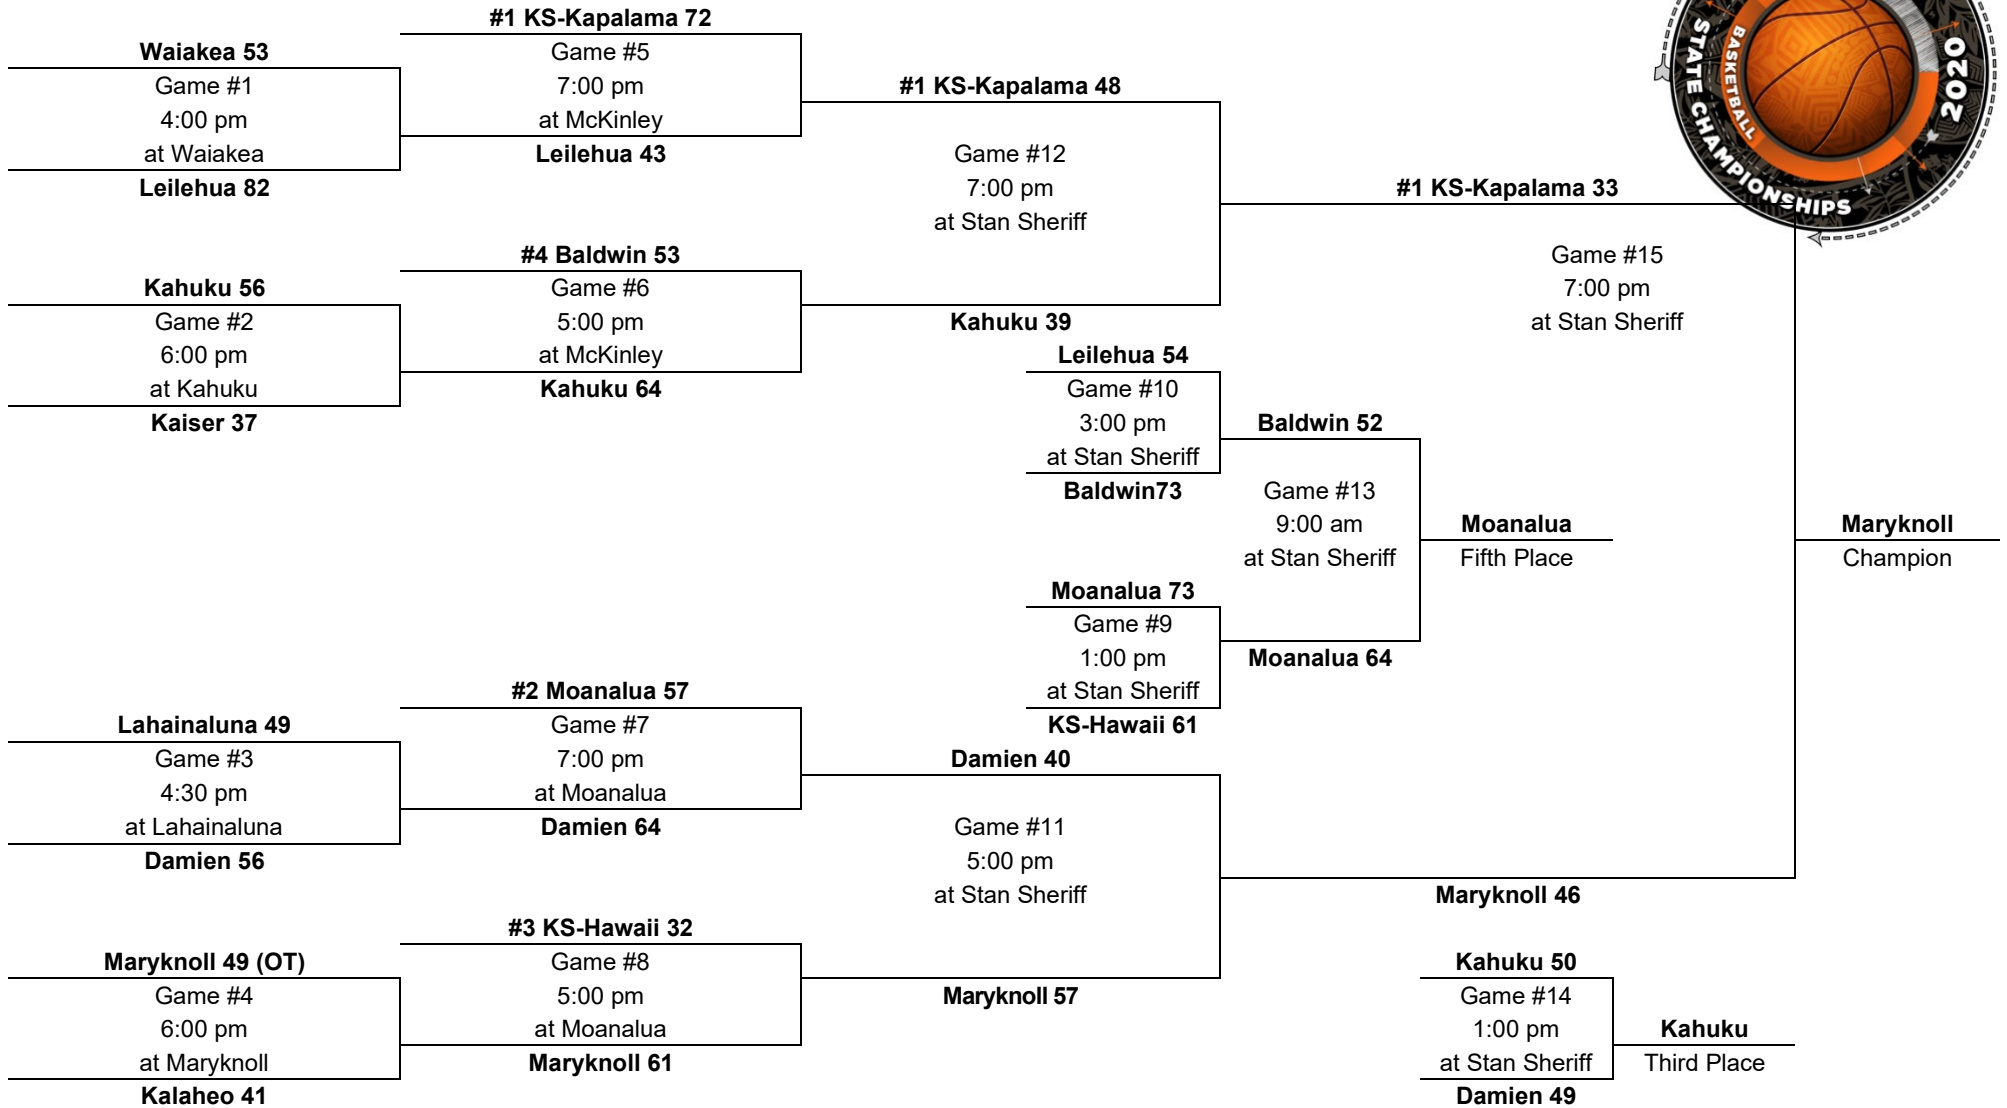 #1 KS-Kapalama 72
Waiakea 53
Game #1
4:00 pm
at Waiakea
Leilehua 82
Game #5
7:00 pm
at McKinley
Leilehua 43
#1 KS-Kapalama 48
Game #12
7:00 pm
at Stan Sheriff
Kahuku 39
#4 Baldwin 53
Game #6
5:00 pm
at McKinley
Kahuku 64
Kahuku 56
Game #2
6:00 pm
at Kahuku
Kaiser 37
#1 KS-Kapalama 33
Game #15
7:00 pm
at Stan Sheriff
Leilehua 54
Game #10
3:00 pm
at Stan Sheriff
Baldwin73
Baldwin 52
Game #13
9:00 am
at Stan Sheriff
Moanalua 64
Moanalua
Fifth Place
Maryknoll
Champion
Moanalua 73
Game #9
1:00 pm
at Stan Sheriff
KS-Hawaii 61
#2 Moanalua 57
Game #7
7:00 pm
at Moanalua
Damien 64
Lahainaluna 49
Game #3
4:30 pm
at Lahainaluna
Damien 56
Damien 40
Game #11
5:00 pm
at Stan Sheriff
Maryknoll 57
#3 KS-Hawaii 32
Game #8
5:00 pm
at Moanalua
Maryknoll 61
Maryknoll 49 (OT)
Game #4
6:00 pm
at Maryknoll
Kalaheo 41
Maryknoll 46
Kahuku 50
Game #14
1:00 pm
at Stan Sheriff
Damien 49
Kahuku
Third Place
BASKETBALL
STATE CHAMPIONSHIPS
2020